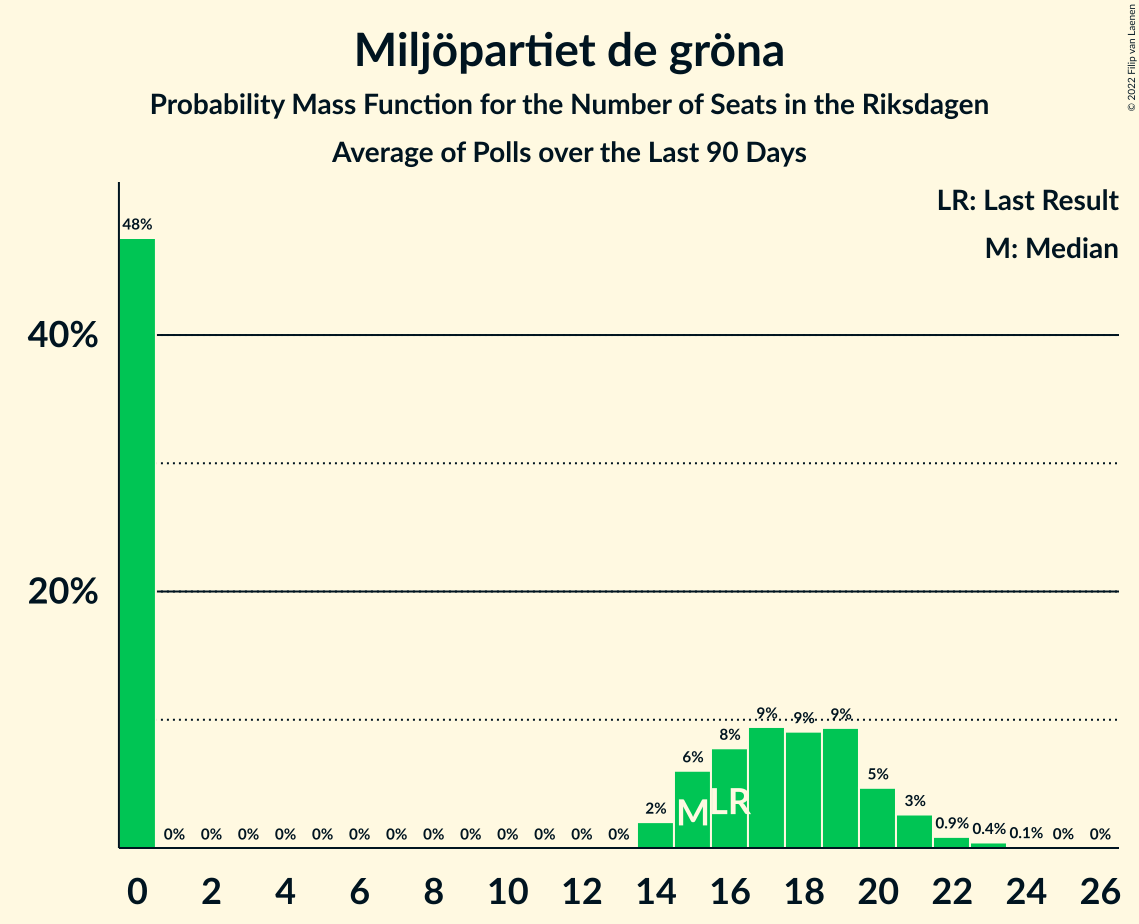 Miljöpartiet de gröna
Probability Mass Function for the Number of Seats in the Riksdagen
Average of Polls over the Last 90 Days
© 2022 Filip van Laenen
LR: Last Result
M: Median
48%
40%
20%
0% 0% 0% 0% 0% 0% 0% 0% 0% 0% 0% 0% 0% 2% 6% 8% 9% 9% 9% 5% 3% 0.9% 0.4% 0.1% 0% 0%
M LR
0 2 4 6 8 10 12 14 16 18 20 22 24 26